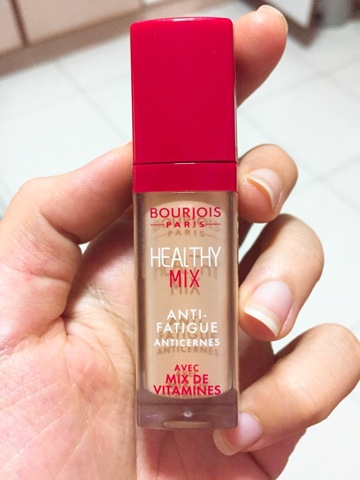 BOURJOIS
PARIS
HEALTHY
MIX
ANTI-
FATIGUE
ANTICERNES
AVEC
MIX DE
VITAMINES